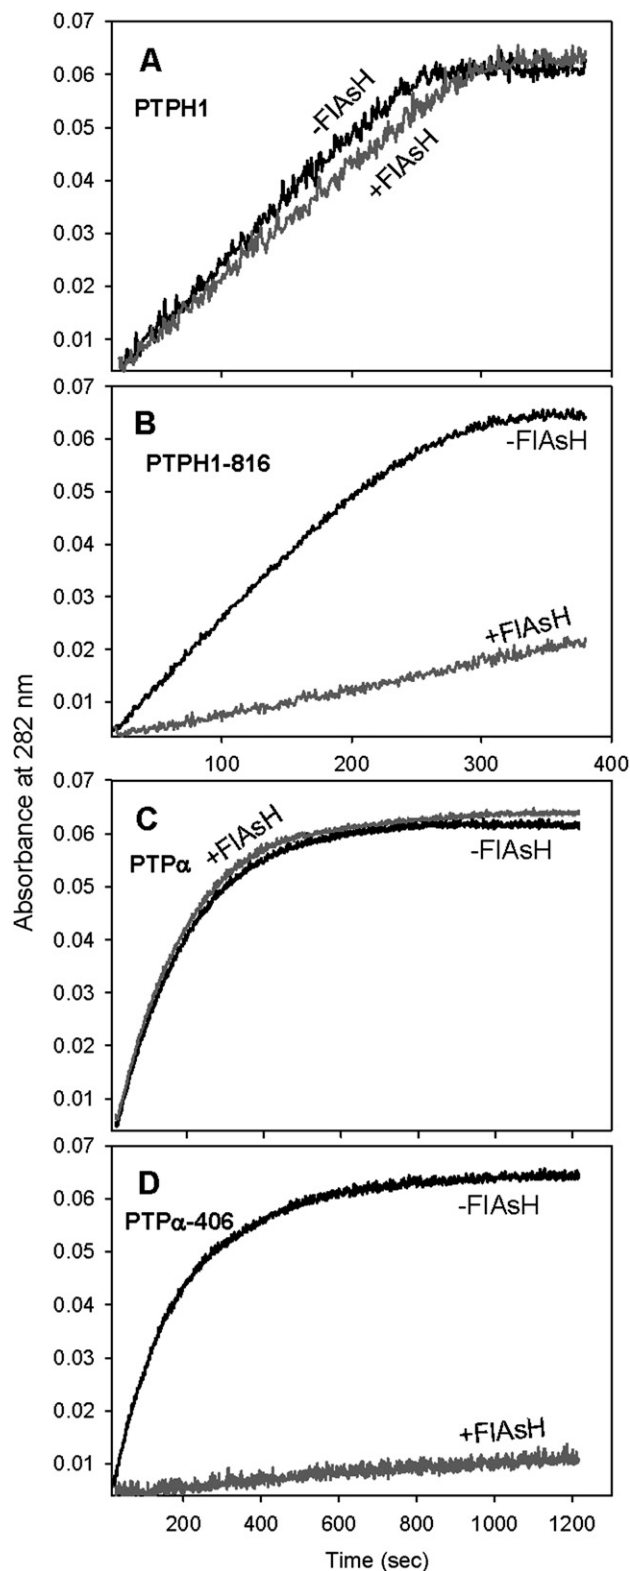 0.07
A
PTPH1
-FlAsH
+FlAsH
0.06
0.05
0.04
0.03
0.02
0.01
0.07
B
PTPH1-816
-FlAsH
+FlAsH
0.06
0.05
0.04
0.03
0.02
0.01
100 200 300 400
Absorbance at 282 nm
0.07
C
PTPα
+FlAsH
-FlAsH
0.06
0.05
0.04
0.03
0.02
0.01
0.07
D
PTPα-406
-FlAsH
+FlAsH
0.06
0.05
0.04
0.03
0.02
0.01
200 400 600 800 1000 1200
Time (sec)